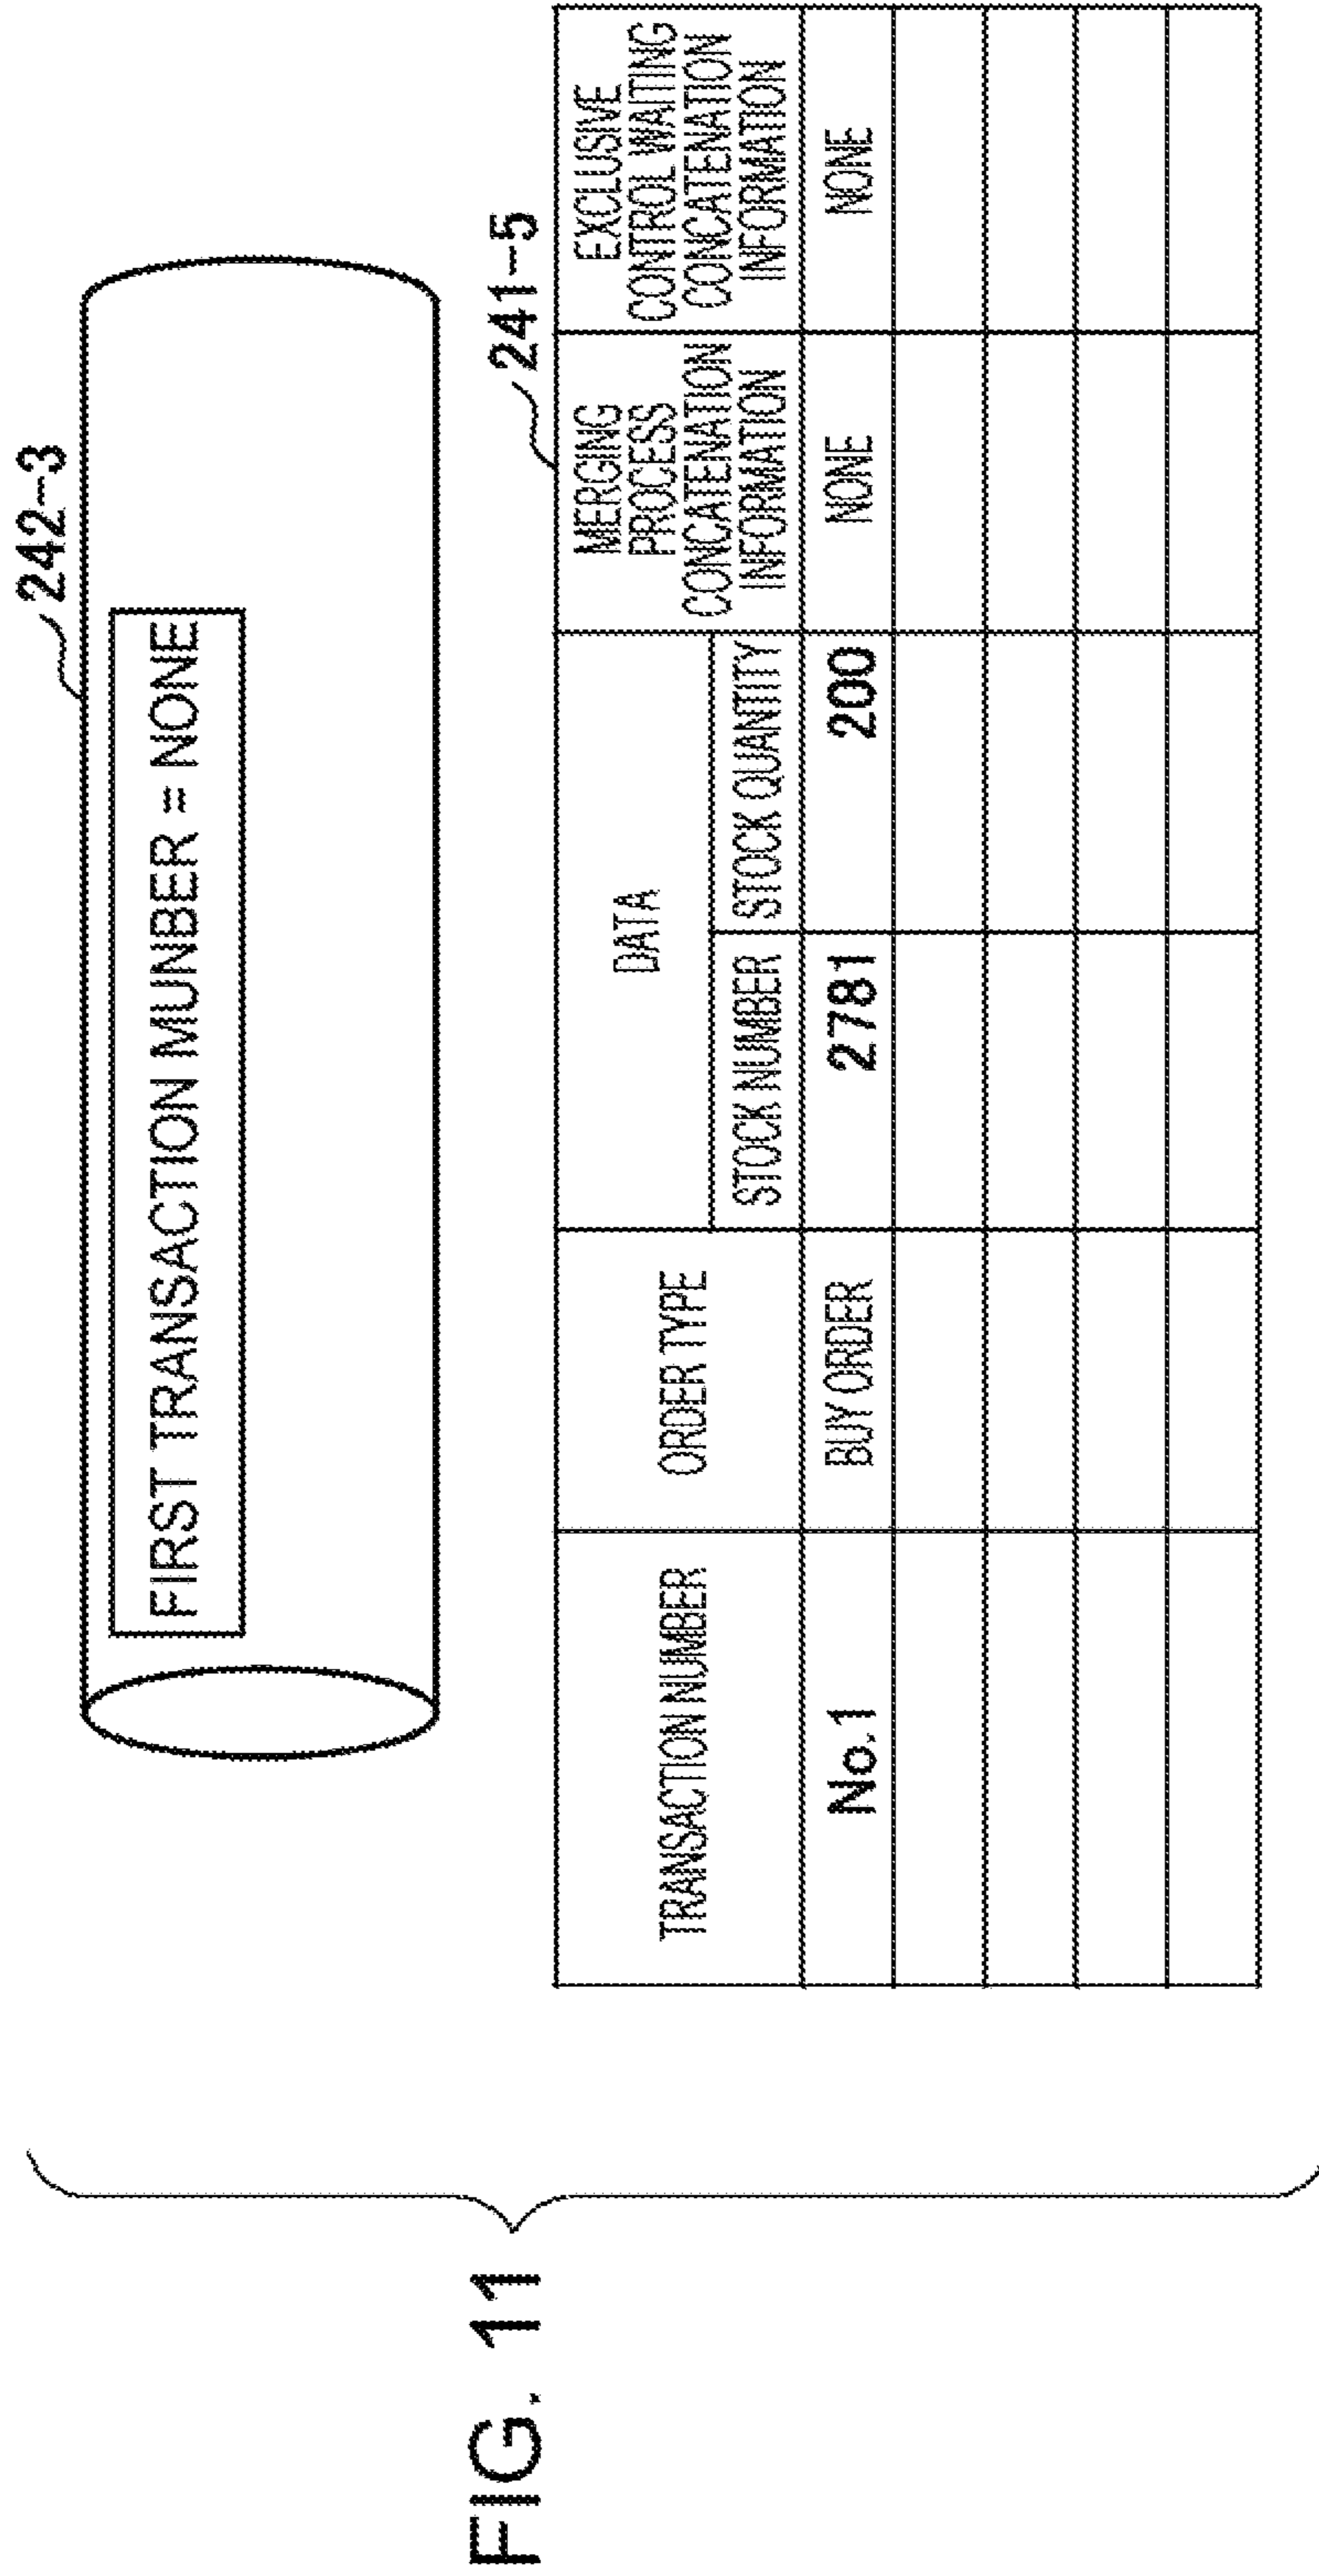 FIG. 11
242-3
FIRST TRANSACTION MUNBER = NONE
241-5
TRANSACTION NUMBER
ORDER TYPE
DATA
STOCK NUMBER
STOCK QUANTITY
MERGING
PROCESS
CONCATENATION
INFORMATION
EXCLUSIVE
CONTROL WAITING
CONCATENATION
INFORMATION
No.1
BUY ORDER
2781
200
NONE
NONE